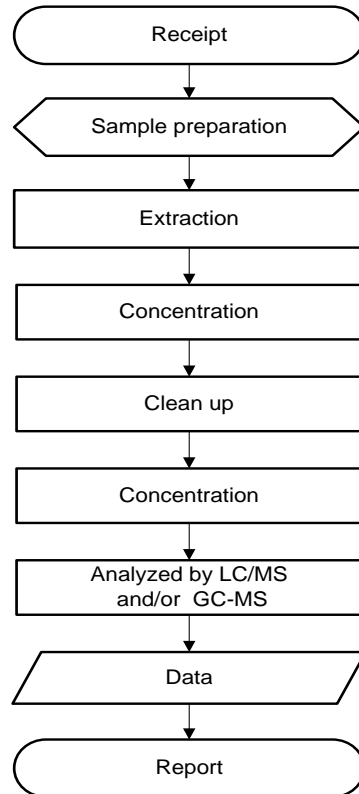 Receipt
Sample preparation
Extraction
Concentration
Clean up
Concentration
Analyzed by LC/MS
and/or GC-MS
Data
Report